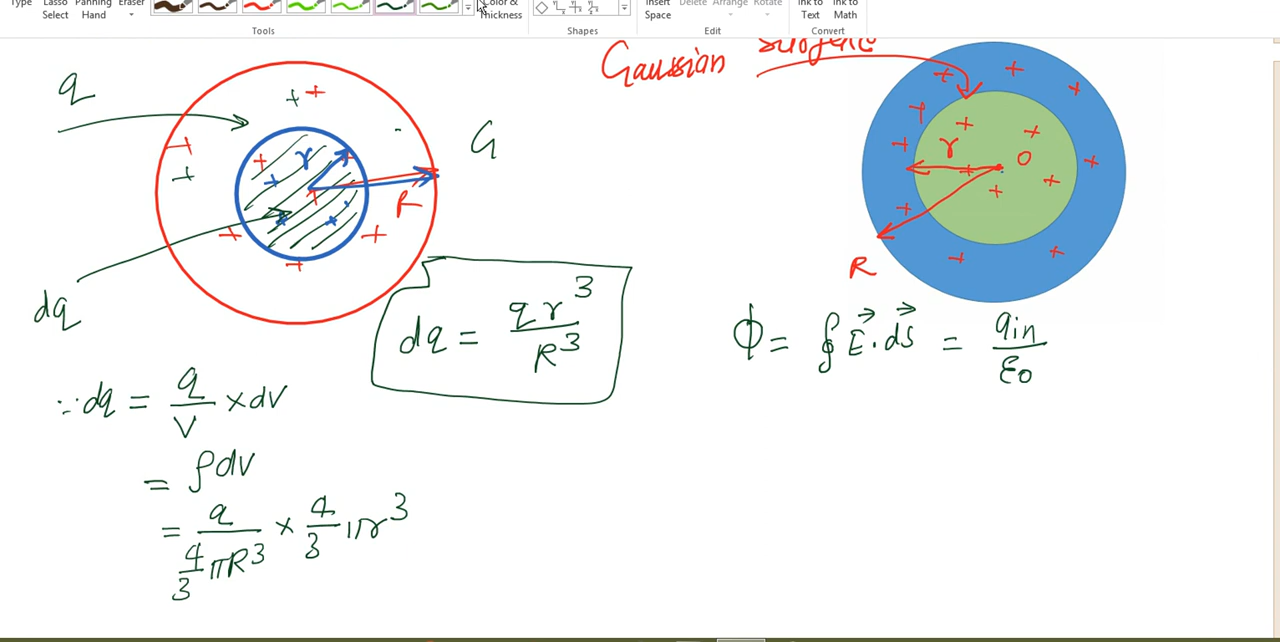 Type Lasso Select Panning Hand Eraser Color & Thickness Insert Space Delete Arrange Rotate Ink to Text Ink to Math
Tools Shapes Edit Convert
Gaussian surface
q
r
R
G
dq
dq = qr³/R³
∵ dq = q/V × dV
= ρdV
= q/(4/3 πR³) × 4/3 πr³
r
O
R
ϕ = ∮ E⃗ . ds⃗ = qin/ε0